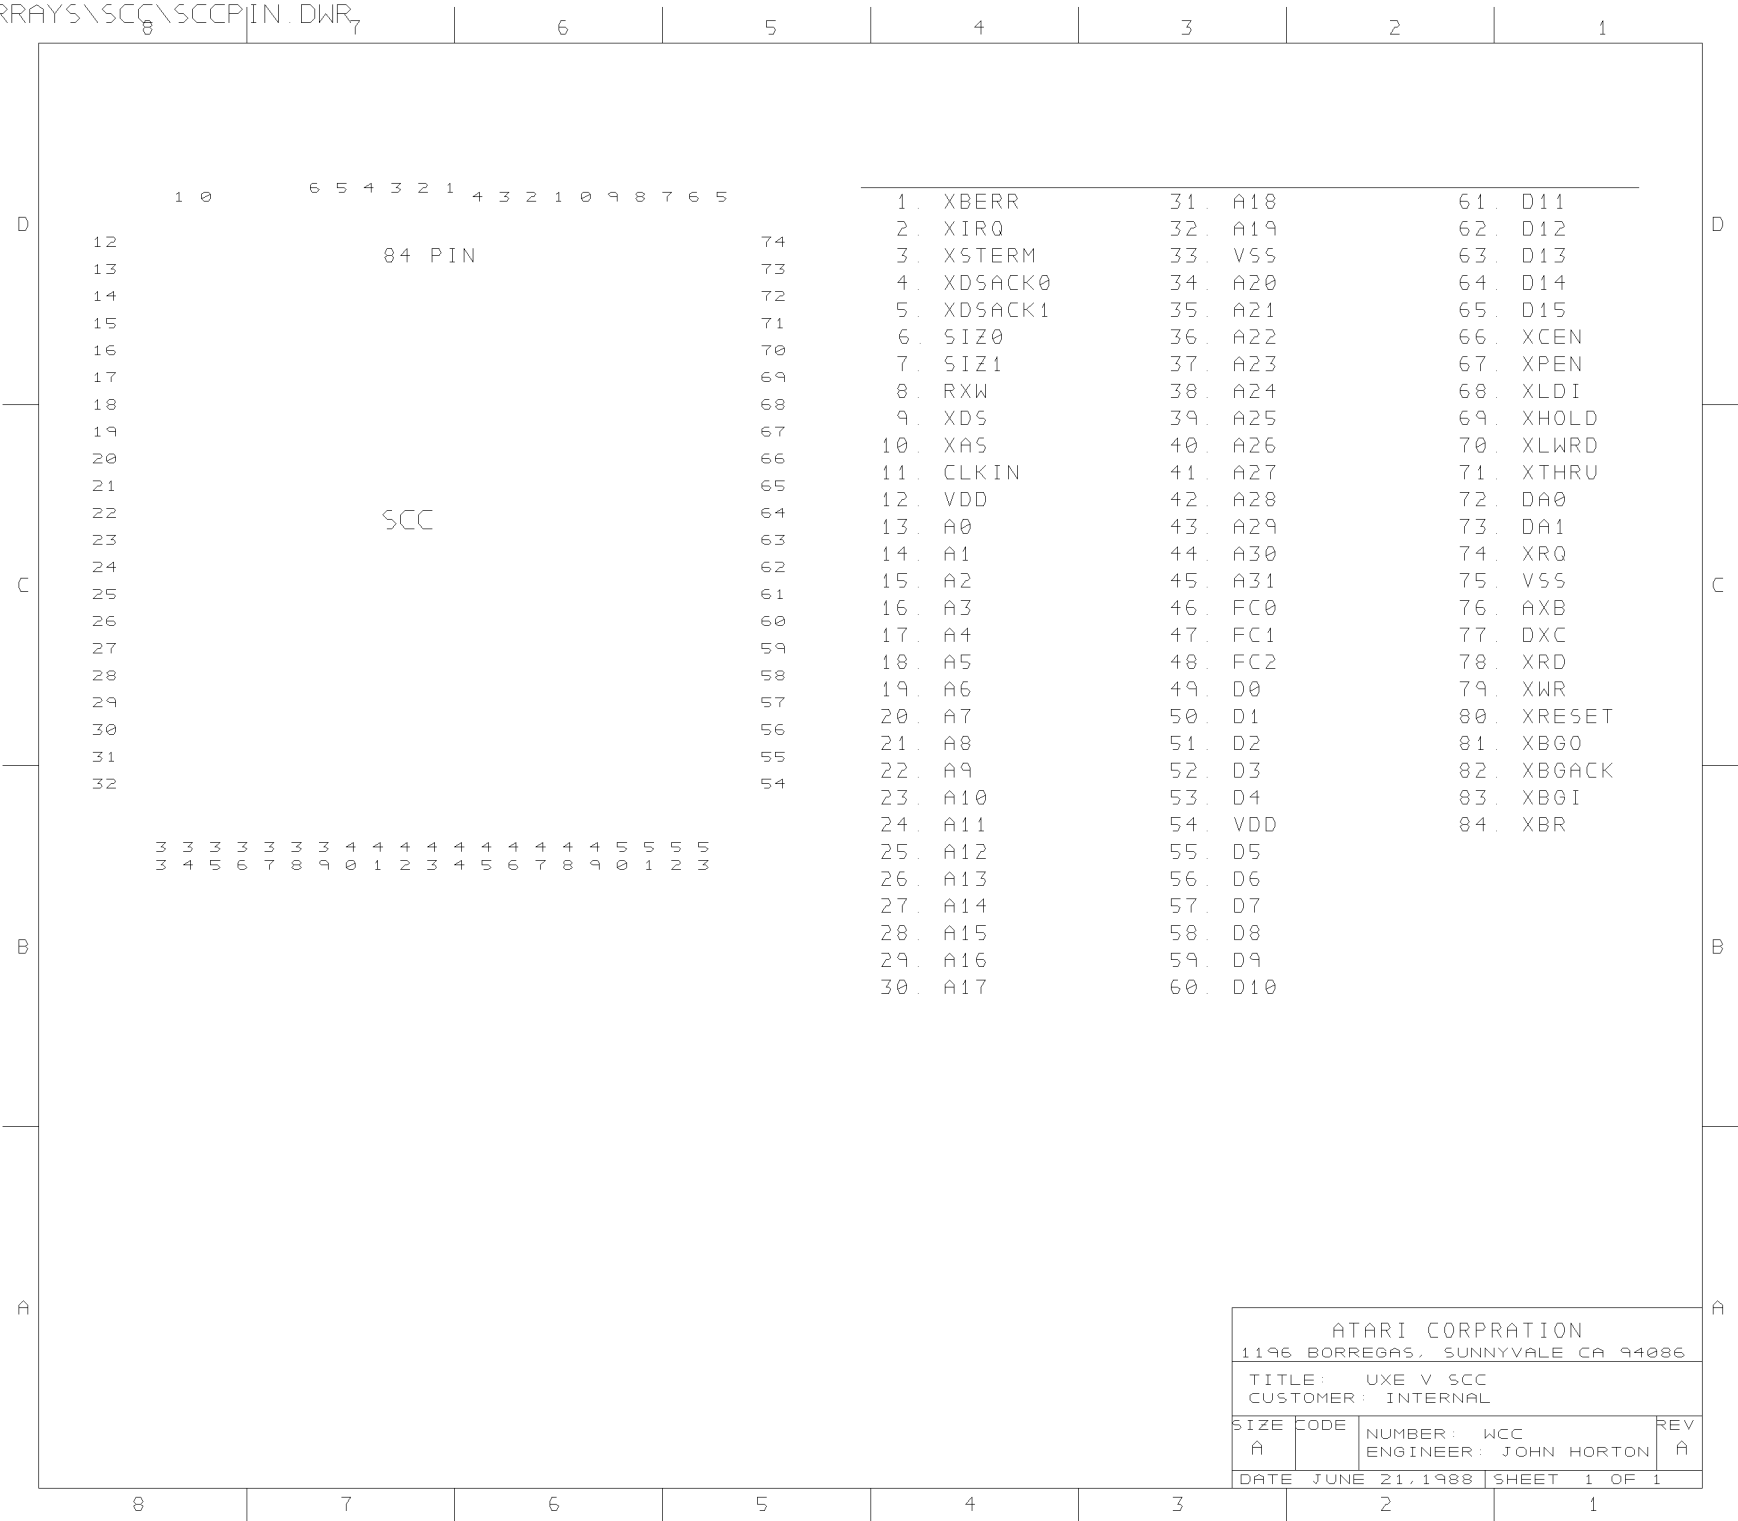 RRAYS\SCC\SCCPIN.DWR
8 7 6 5 4 3 2 1
6 5 4 3 2 1
1 0 4 3 2 1 0 9 8 7 6 5
84 PIN
SCC
12 74
13 73
14 72
15 71
16 70
17 69
18 68
19 67
20 66
21 65
22 64
23 63
24 62
25 61
26 60
27 59
28 58
29 57
30 56
31 55
32 54
3 3 3 3 3 3 3 4 4 4 4 4 4 4 4 4 4 5 5 5 5
3 4 5 6 7 8 9 0 1 2 3 4 5 6 7 8 9 0 1 2 3
1. XBERR 31. A18 61. D11
2. XIRQ 32. A19 62. D12
3. XSTERM 33. VSS 63. D13
4. XDSACK0 34. A20 64. D14
5. XDSACK1 35. A21 65. D15
6. SIZ0 36. A22 66. XCEN
7. SIZ1 37. A23 67. XPEN
8. RXW 38. A24 68. XLDI
9. XDS 39. A25 69. XHOLD
10. XAS 40. A26 70. XLWRD
11. CLKIN 41. A27 71. XTHRU
12. VDD 42. A28 72. DA0
13. A0 43. A29 73. DA1
14. A1 44. A30 74. XRQ
15. A2 45. A31 75. VSS
16. A3 46. FC0 76. AXB
17. A4 47. FC1 77. DXC
18. A5 48. FC2 78. XRD
19. A6 49. D0 79. XWR
20. A7 50. D1 80. XRESET
21. A8 51. D2 81. XBGO
22. A9 52. D3 82. XBGACK
23. A10 53. D4 83. XBGI
24. A11 54. VDD 84. XBR
25. A12 55. D5
26. A13 56. D6
27. A14 57. D7
28. A15 58. D8
29. A16 59. D9
30. A17 60. D10
D D
C C
B B
A A
ATARI CORPRATION
1196 BORREGAS, SUNNYVALE CA 94086
TITLE: UXE V SCC
CUSTOMER: INTERNAL
SIZE CODE REV
A NUMBER: WCC A
ENGINEER: JOHN HORTON
DATE JUNE 21,1988 SHEET 1 OF 1
8 7 6 5 4 3 2 1